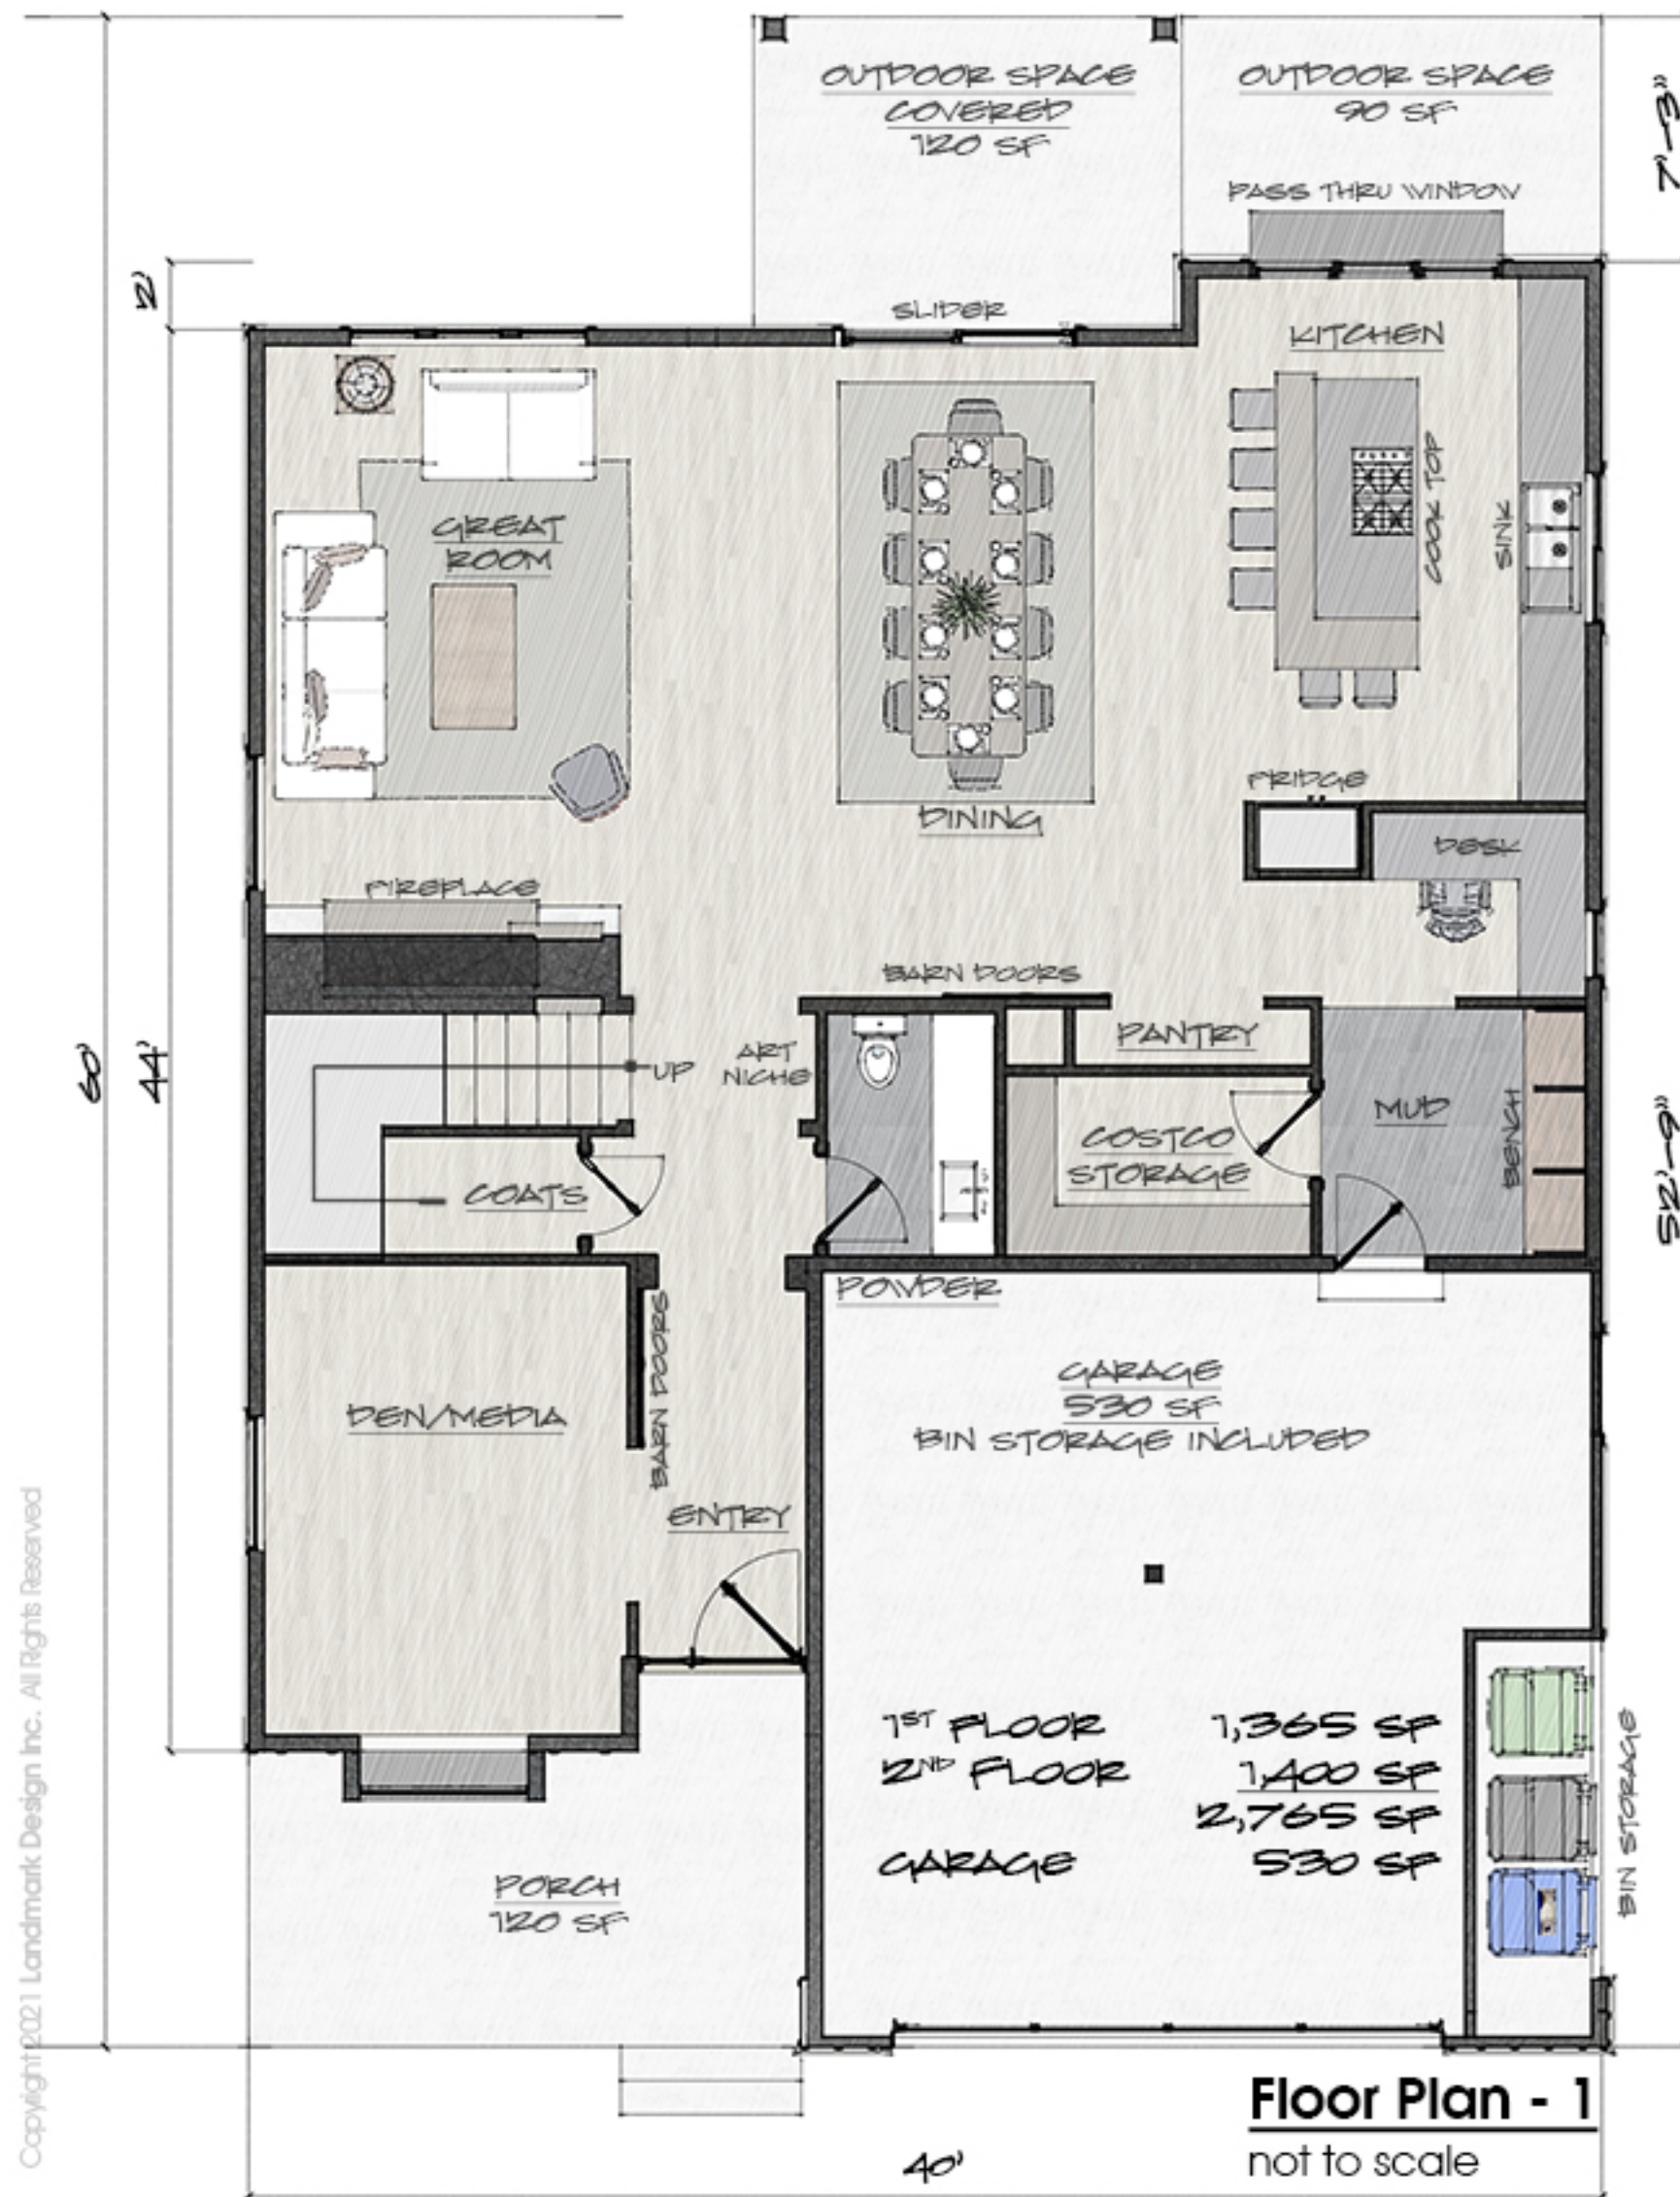 OUTDOOR SPACE
COVERED
120 SF
OUTDOOR SPACE
90 SF
7'-3"
PASS THRU WINDOW
2'
SLIDER
KITCHEN
GREAT
ROOM
COOK TOP
SINK
FRIDGE
DINING
DESK
FIREPLACE
BARN DOORS
PANTRY
UP
ART
NICHE
60'
44'
MUD
BENCH
COSTCO
STORAGE
COATS
52'-9"
POWDER
BARN DOORS
GARAGE
530 SF
BIN STORAGE INCLUDED
DEN/MEDIA
ENTRY
1ST FLOOR 1,365 SF
2ND FLOOR 1,400 SF
2,765 SF
GARAGE 530 SF
BIN STORAGE
PORCH
120 SF
Copyright 2021 Landmark Design Inc. All Rights Reserved
Floor Plan - 1
not to scale
40'